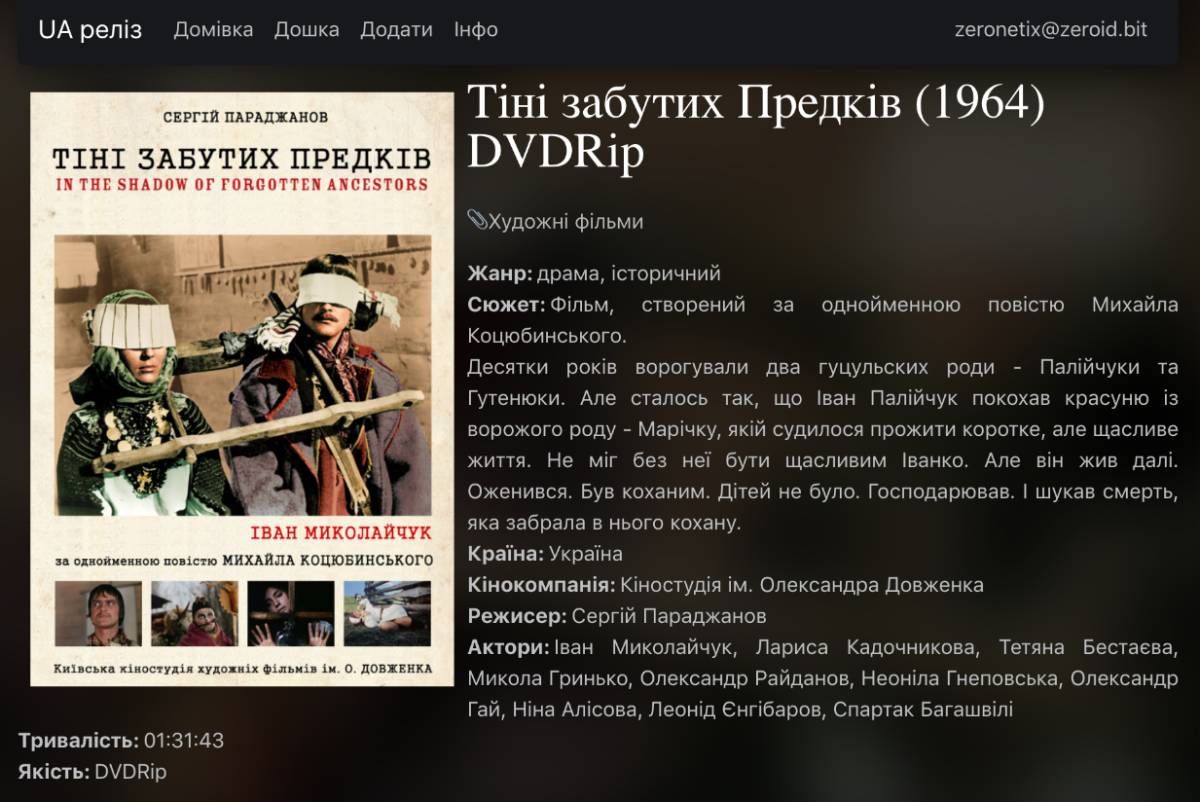 UA реліз Домівка Дошка Додати Інфо zeronetix@zeroid.bit
СЕРГІЙ ПАРАДЖАНОВ
ТІНІ ЗАБУТИХ ПРЕДКІВ
IN THE SHADOW OF FORGOTTEN ANCESTORS
ІВАН МИКОЛАЙЧУК
за однойменною повістю МИХАЙЛА КОЦЮБИНСЬКОГО
Київська кіностудія художніх фільмів ім. О. ДОВЖЕНКА
Тіні забутих Предків (1964)
DVDRip
Художні фільми
Жанр: драма, історичний
Сюжет: Фільм, створений за однойменною повістю Михайла
Коцюбинського.
Десятки років ворогували два гуцульских роди - Палійчуки та
Гутенюки. Але сталось так, що Іван Палійчук покохав красуню із
ворожого роду - Марічку, якій судилося прожити коротке, але щасливе
життя. Не міг без неї бути щасливим Іванко. Але він жив далі.
Оженився. Був коханим. Дітей не було. Господарював. І шукав смерть,
яка забрала в нього кохану.
Країна: Україна
Кінокомпанія: Кіностудія ім. Олександра Довженка
Режисер: Сергій Параджанов
Актори: Іван Миколайчук, Лариса Кадочникова, Тетяна Бестаєва,
Микола Гринько, Олександр Райданов, Неоніла Гнеповська, Олександр
Гай, Ніна Алісова, Леонід Єнгібаров, Спартак Багашвілі
Тривалість: 01:31:43
Якість: DVDRip